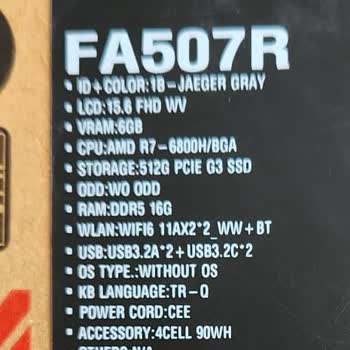 FA507R
• ID+COLOR:1B-JAEGER GRAY
• LCD:15.6 FHD WV
• VRAM:6GB
• CPU:AMD R7-6800H/BGA
• STORAGE:512G PCIE G3 SSD
• ODD:WO ODD
• RAM:DDR5 16G
• WLAN:WIFI6 11AX2*2_WW+BT
• USB:USB3.2A*2+USB3.2C*2
• OS TYPE.:WITHOUT OS
• KB LANGUAGE:TR-Q
• POWER CORD:CEE
• ACCESSORY:4CELL 90WH
• OTHERS:N/A